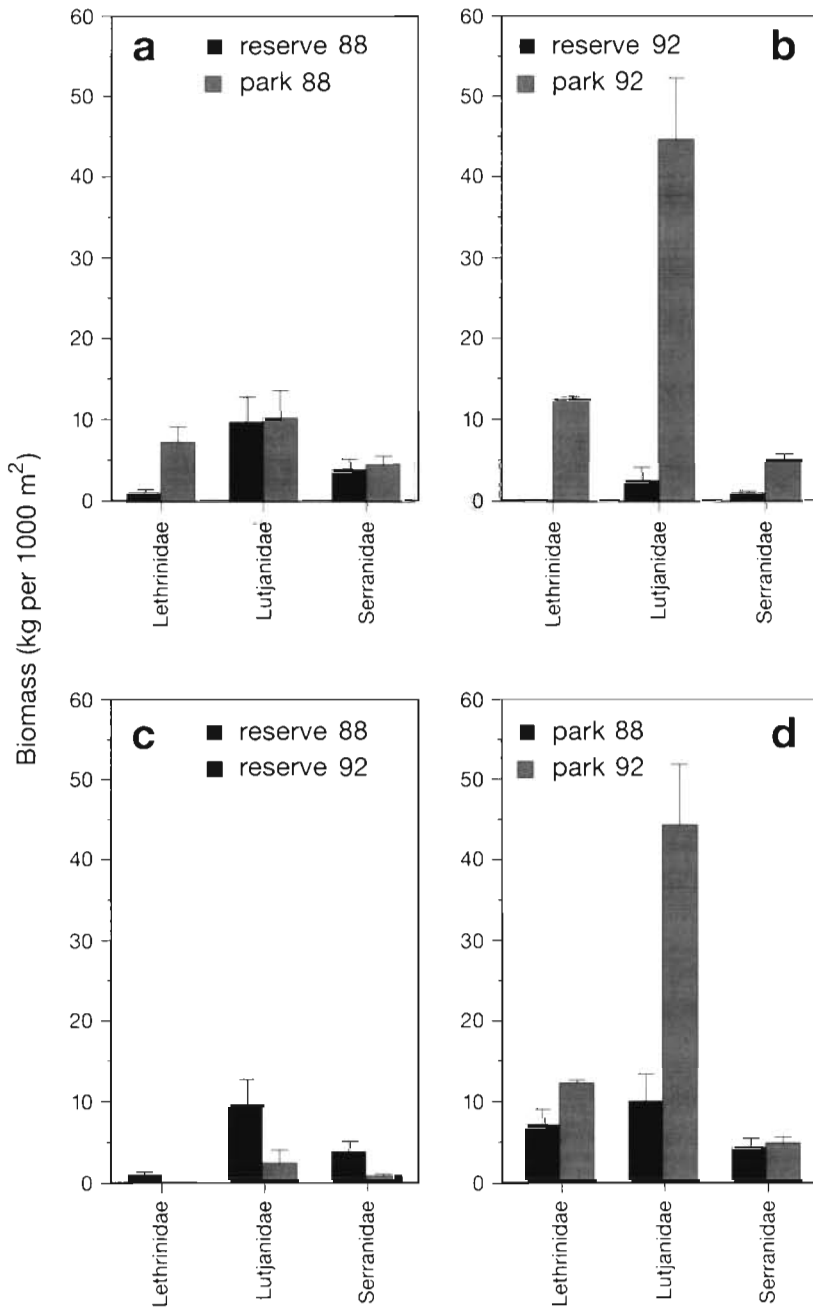 Biomass (kg per 1000 m²)
a
reserve 88
park 88
60
50
40
30
20
10
0
Lethrinidae
Lutjanidae
Serranidae
b
reserve 92
park 92
60
50
40
30
20
10
0
Lethrinidae
Lutjanidae
Serranidae
c
reserve 88
reserve 92
60
50
40
30
20
10
0
Lethrinidae
Lutjanidae
Serranidae
d
park 88
park 92
60
50
40
30
20
10
0
Lethrinidae
Lutjanidae
Serranidae